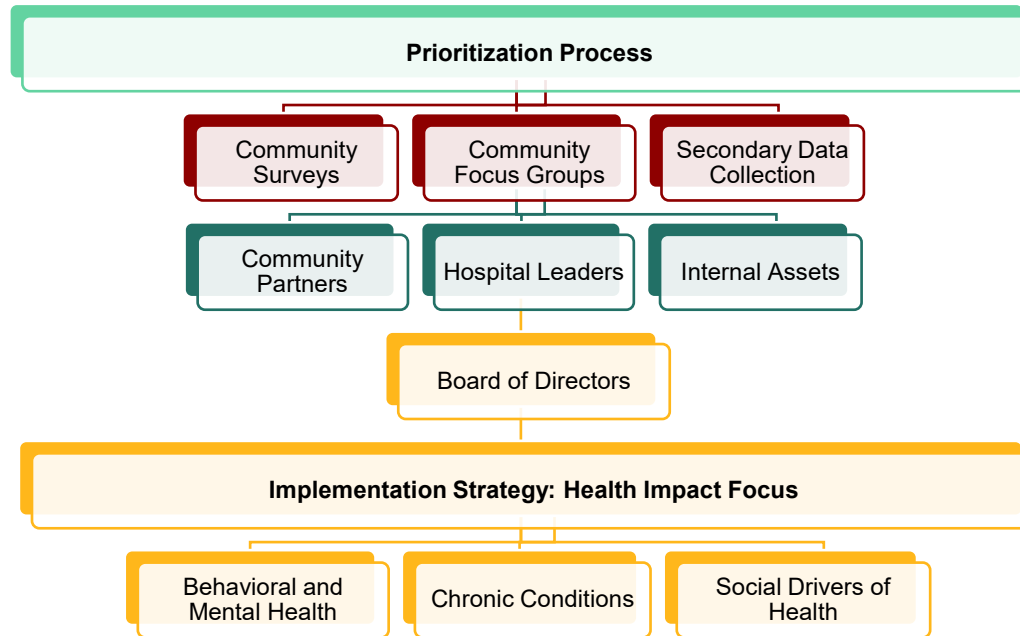 Prioritization Process
Community
Surveys
Community
Focus Groups
Secondary Data
Collection
Community
Partners
Hospital Leaders
Internal Assets
Board of Directors
Implementation Strategy: Health Impact Focus
Behavioral and
Mental Health
Chronic Conditions
Social Drivers of
Health